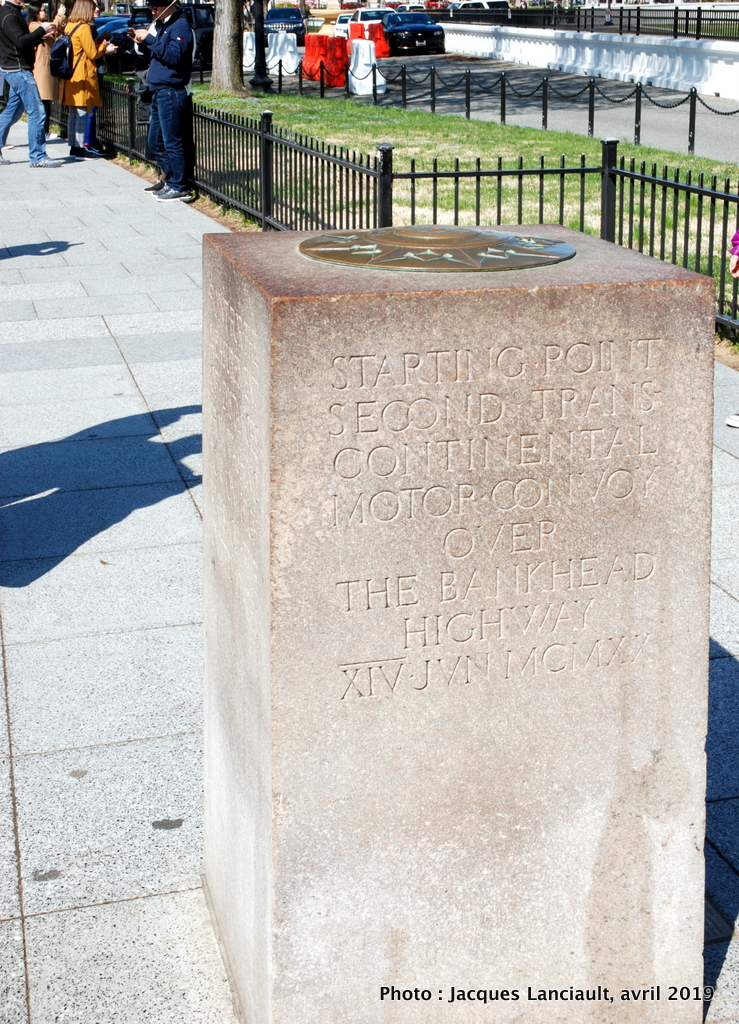 STARTING·POINT
SECOND TRANS-
CONTINENTAL
MOTOR·CONVOY
OVER
THE BANKHEAD
HIGHWAY
XIV·JVN MCMXX
Photo : Jacques Lanciault, avril 2019